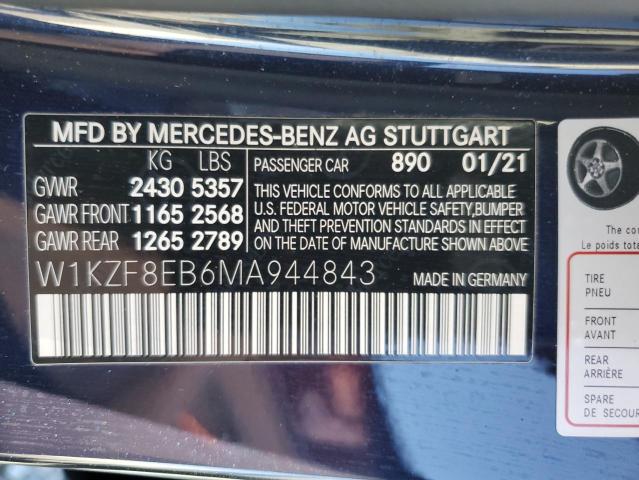 MFD BY MERCEDES-BENZ AG STUTTGART
KG LBS PASSENGER CAR 890 01/21
GVWR 2430 5357
GAWR FRONT 1165 2568
GAWR REAR 1265 2789
THIS VEHICLE CONFORMS TO ALL APPLICABLE
U.S. FEDERAL MOTOR VEHICLE SAFETY,BUMPER
AND THEFT PREVENTION STANDARDS IN EFFECT
ON THE DATE OF MANUFACTURE SHOWN ABOVE.
W1KZF8EB6MA944843 MADE IN GERMANY
The co
Le poids tota
TIRE
PNEU
FRONT
AVANT
REAR
ARRIÈRE
SPARE
DE SECOUR